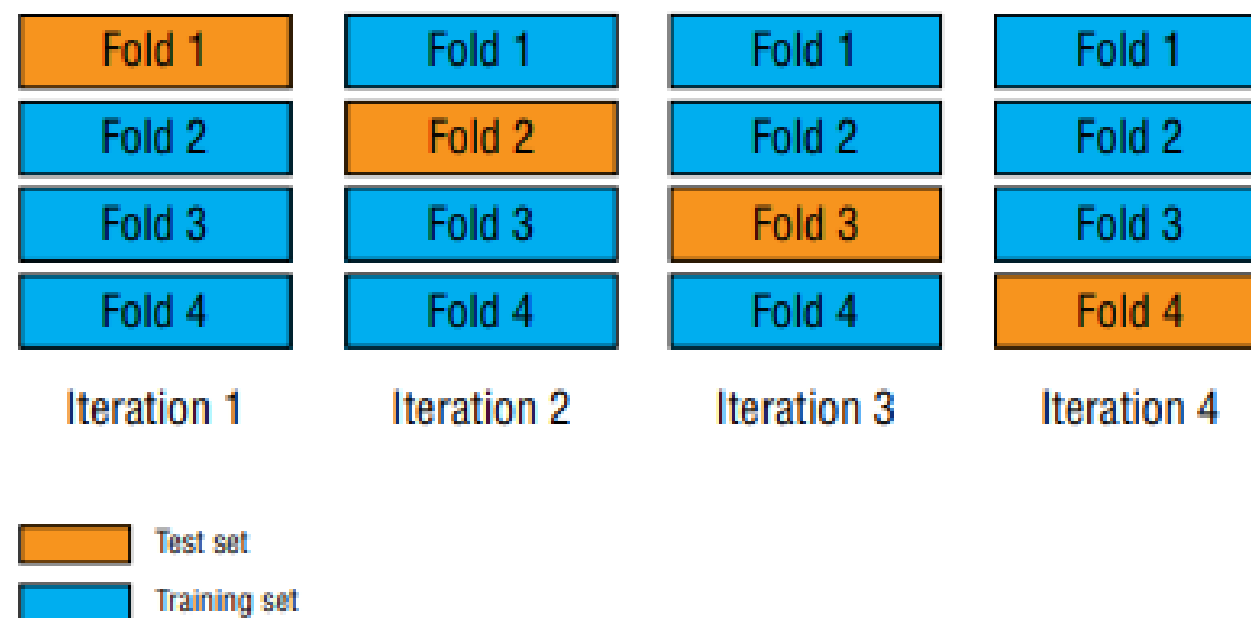 Fold 1 Fold 1 Fold 1 Fold 1
Fold 2 Fold 2 Fold 2 Fold 2
Fold 3 Fold 3 Fold 3 Fold 3
Fold 4 Fold 4 Fold 4 Fold 4
Iteration 1 Iteration 2 Iteration 3 Iteration 4
Test set
Training set